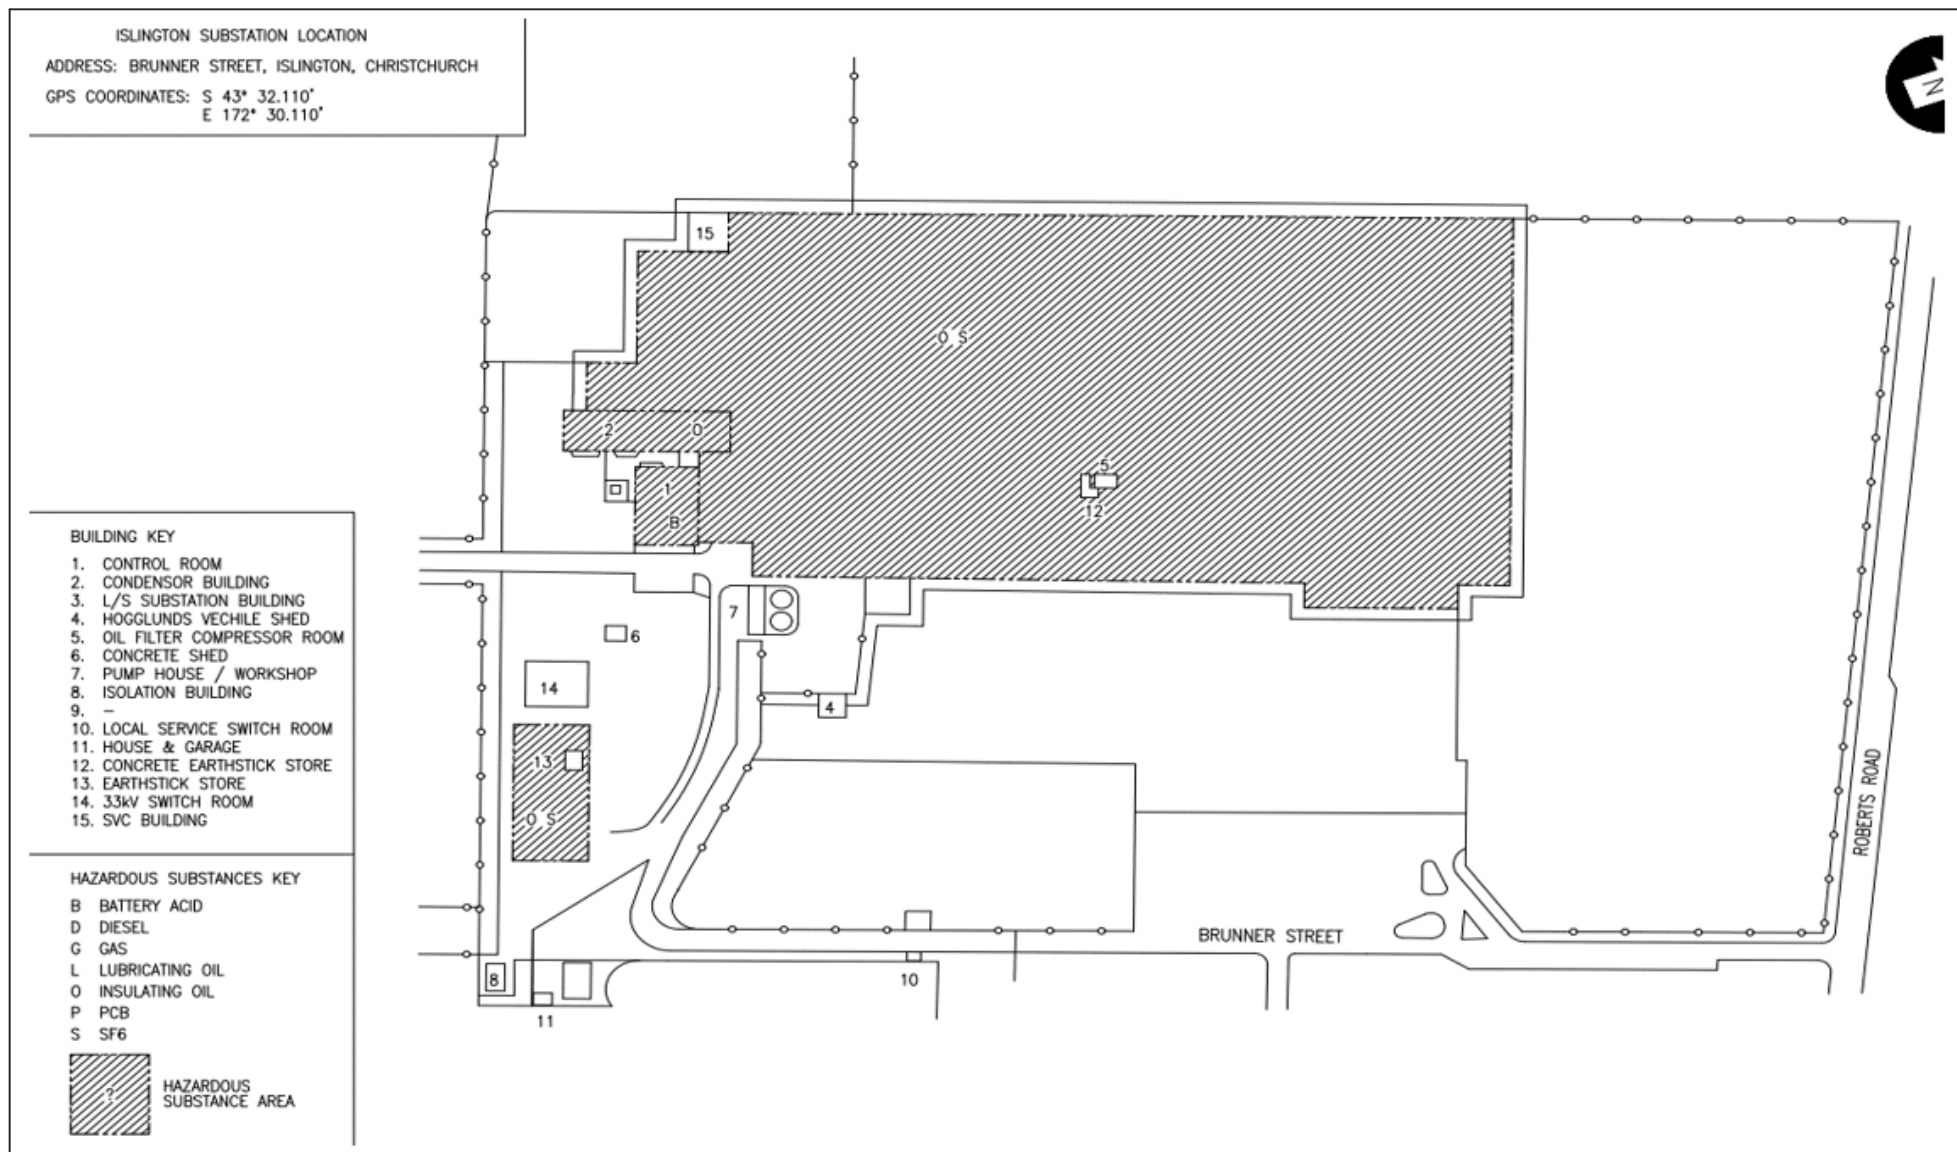 ISLINGTON SUBSTATION LOCATION
ADDRESS: BRUNNER STREET, ISLINGTON, CHRISTCHURCH
GPS COORDINATES: S 43° 32.110'
E 172° 30.110'
N
15
O S
2
O
5
1
12
B
BUILDING KEY
1. CONTROL ROOM
2. CONDENSOR BUILDING
3. L/S SUBSTATION BUILDING
4. HOGGLUNDS VECHILE SHED
5. OIL FILTER COMPRESSOR ROOM
6. CONCRETE SHED
7. PUMP HOUSE / WORKSHOP
8. ISOLATION BUILDING
9. –
10. LOCAL SERVICE SWITCH ROOM
11. HOUSE & GARAGE
12. CONCRETE EARTHSTICK STORE
13. EARTHSTICK STORE
14. 33kV SWITCH ROOM
15. SVC BUILDING
7
6
14
4
13
O S
ROBERTS ROAD
BRUNNER STREET
8
10
11
HAZARDOUS SUBSTANCES KEY
B BATTERY ACID
D DIESEL
G GAS
L LUBRICATING OIL
O INSULATING OIL
P PCB
S SF6
?
HAZARDOUS
SUBSTANCE AREA